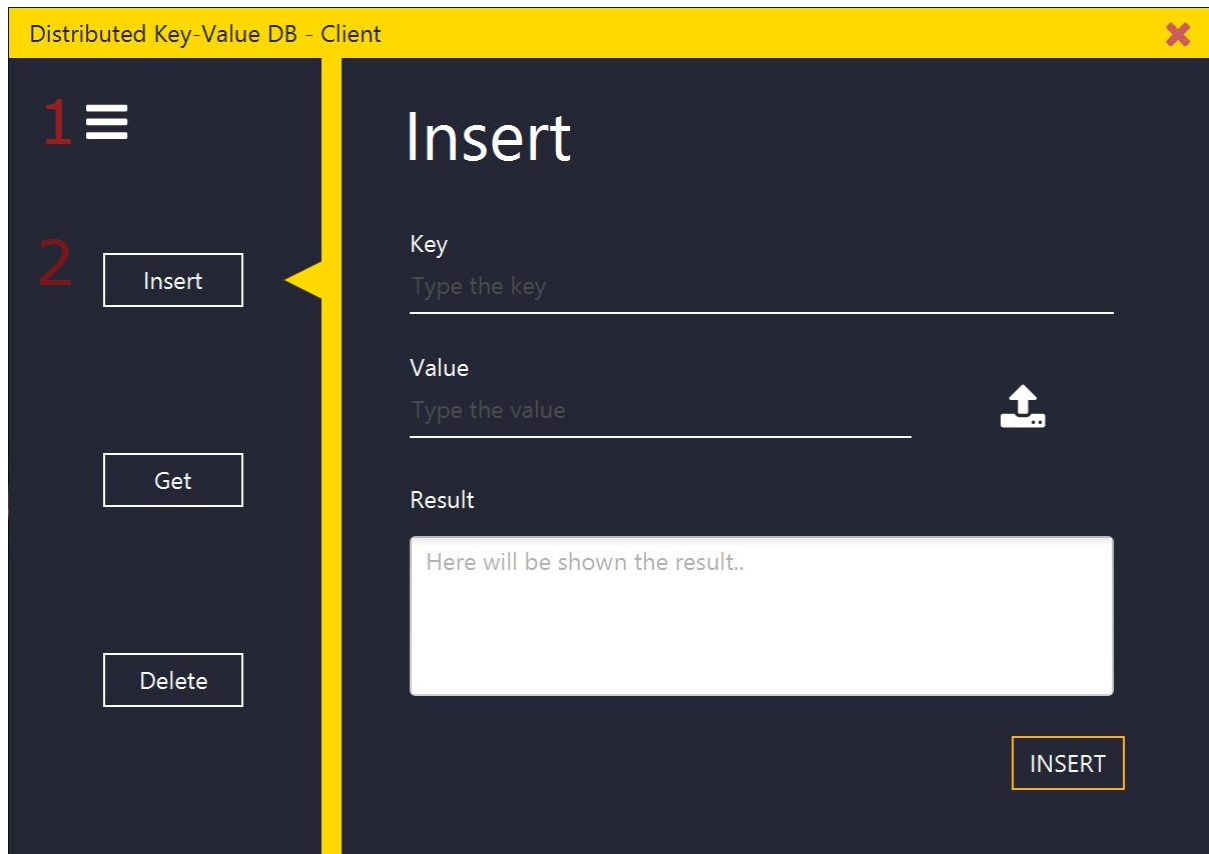 Distributed Key-Value DB - Client
1
2
Insert
Get
Delete
Insert
Key
Type the key
Value
Type the value
Result
Here will be shown the result..
INSERT